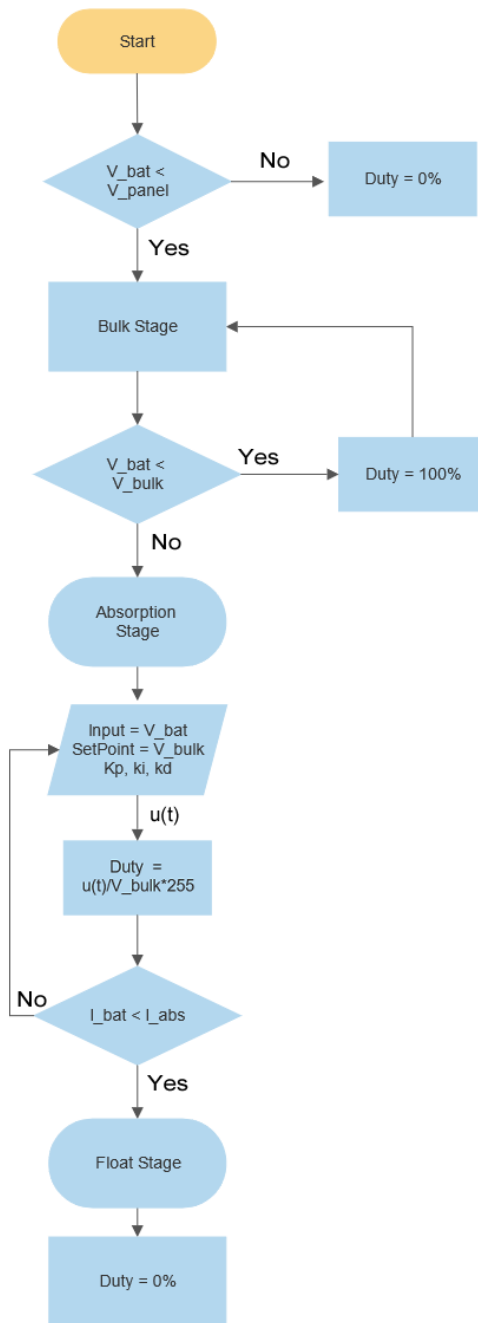 Start
V_bat <
V_panel
No
Duty = 0%
Yes
Bulk Stage
V_bat <
V_bulk
Yes
Duty = 100%
No
Absorption
Stage
Input = V_bat
SetPoint = V_bulk
Kp, ki, kd
u(t)
Duty  =
u(t)/V_bulk*255
No
I_bat < I_abs
Yes
Float Stage
Duty = 0%